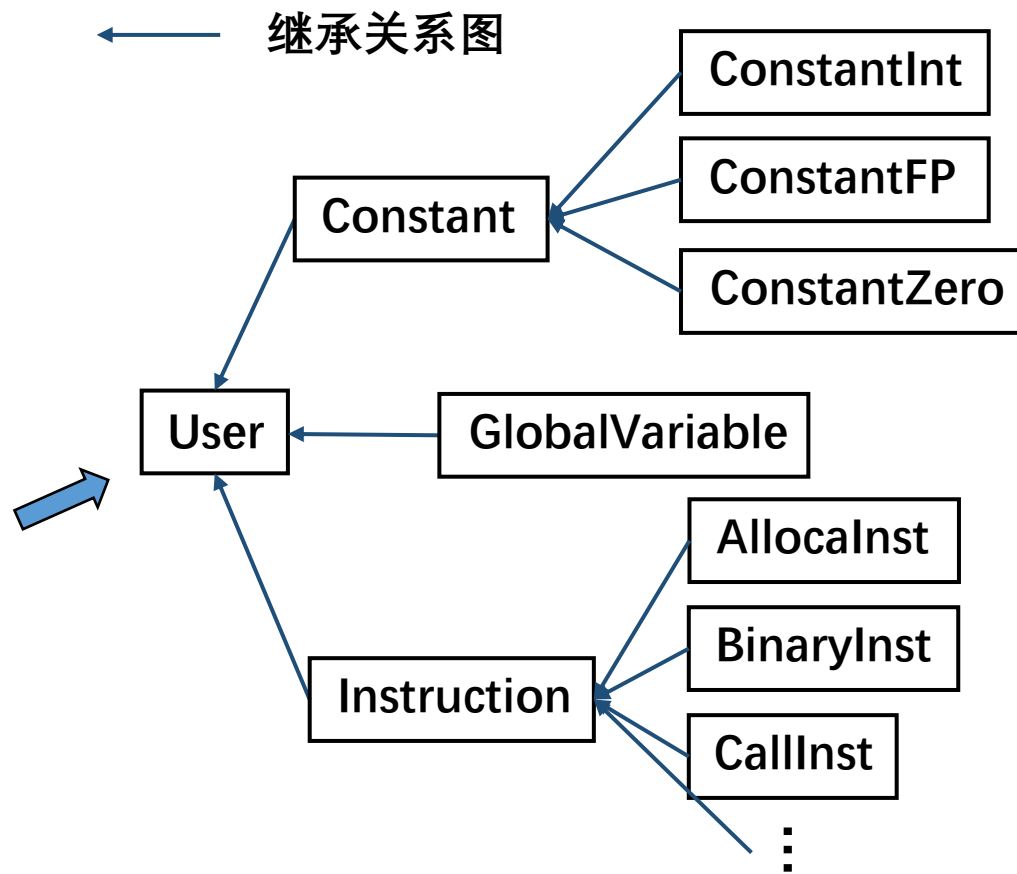 继承关系图
ConstantInt
ConstantFP
Constant
ConstantZero
User
GlobalVariable
AllocaInst
BinaryInst
Instruction
CallInst
⋮